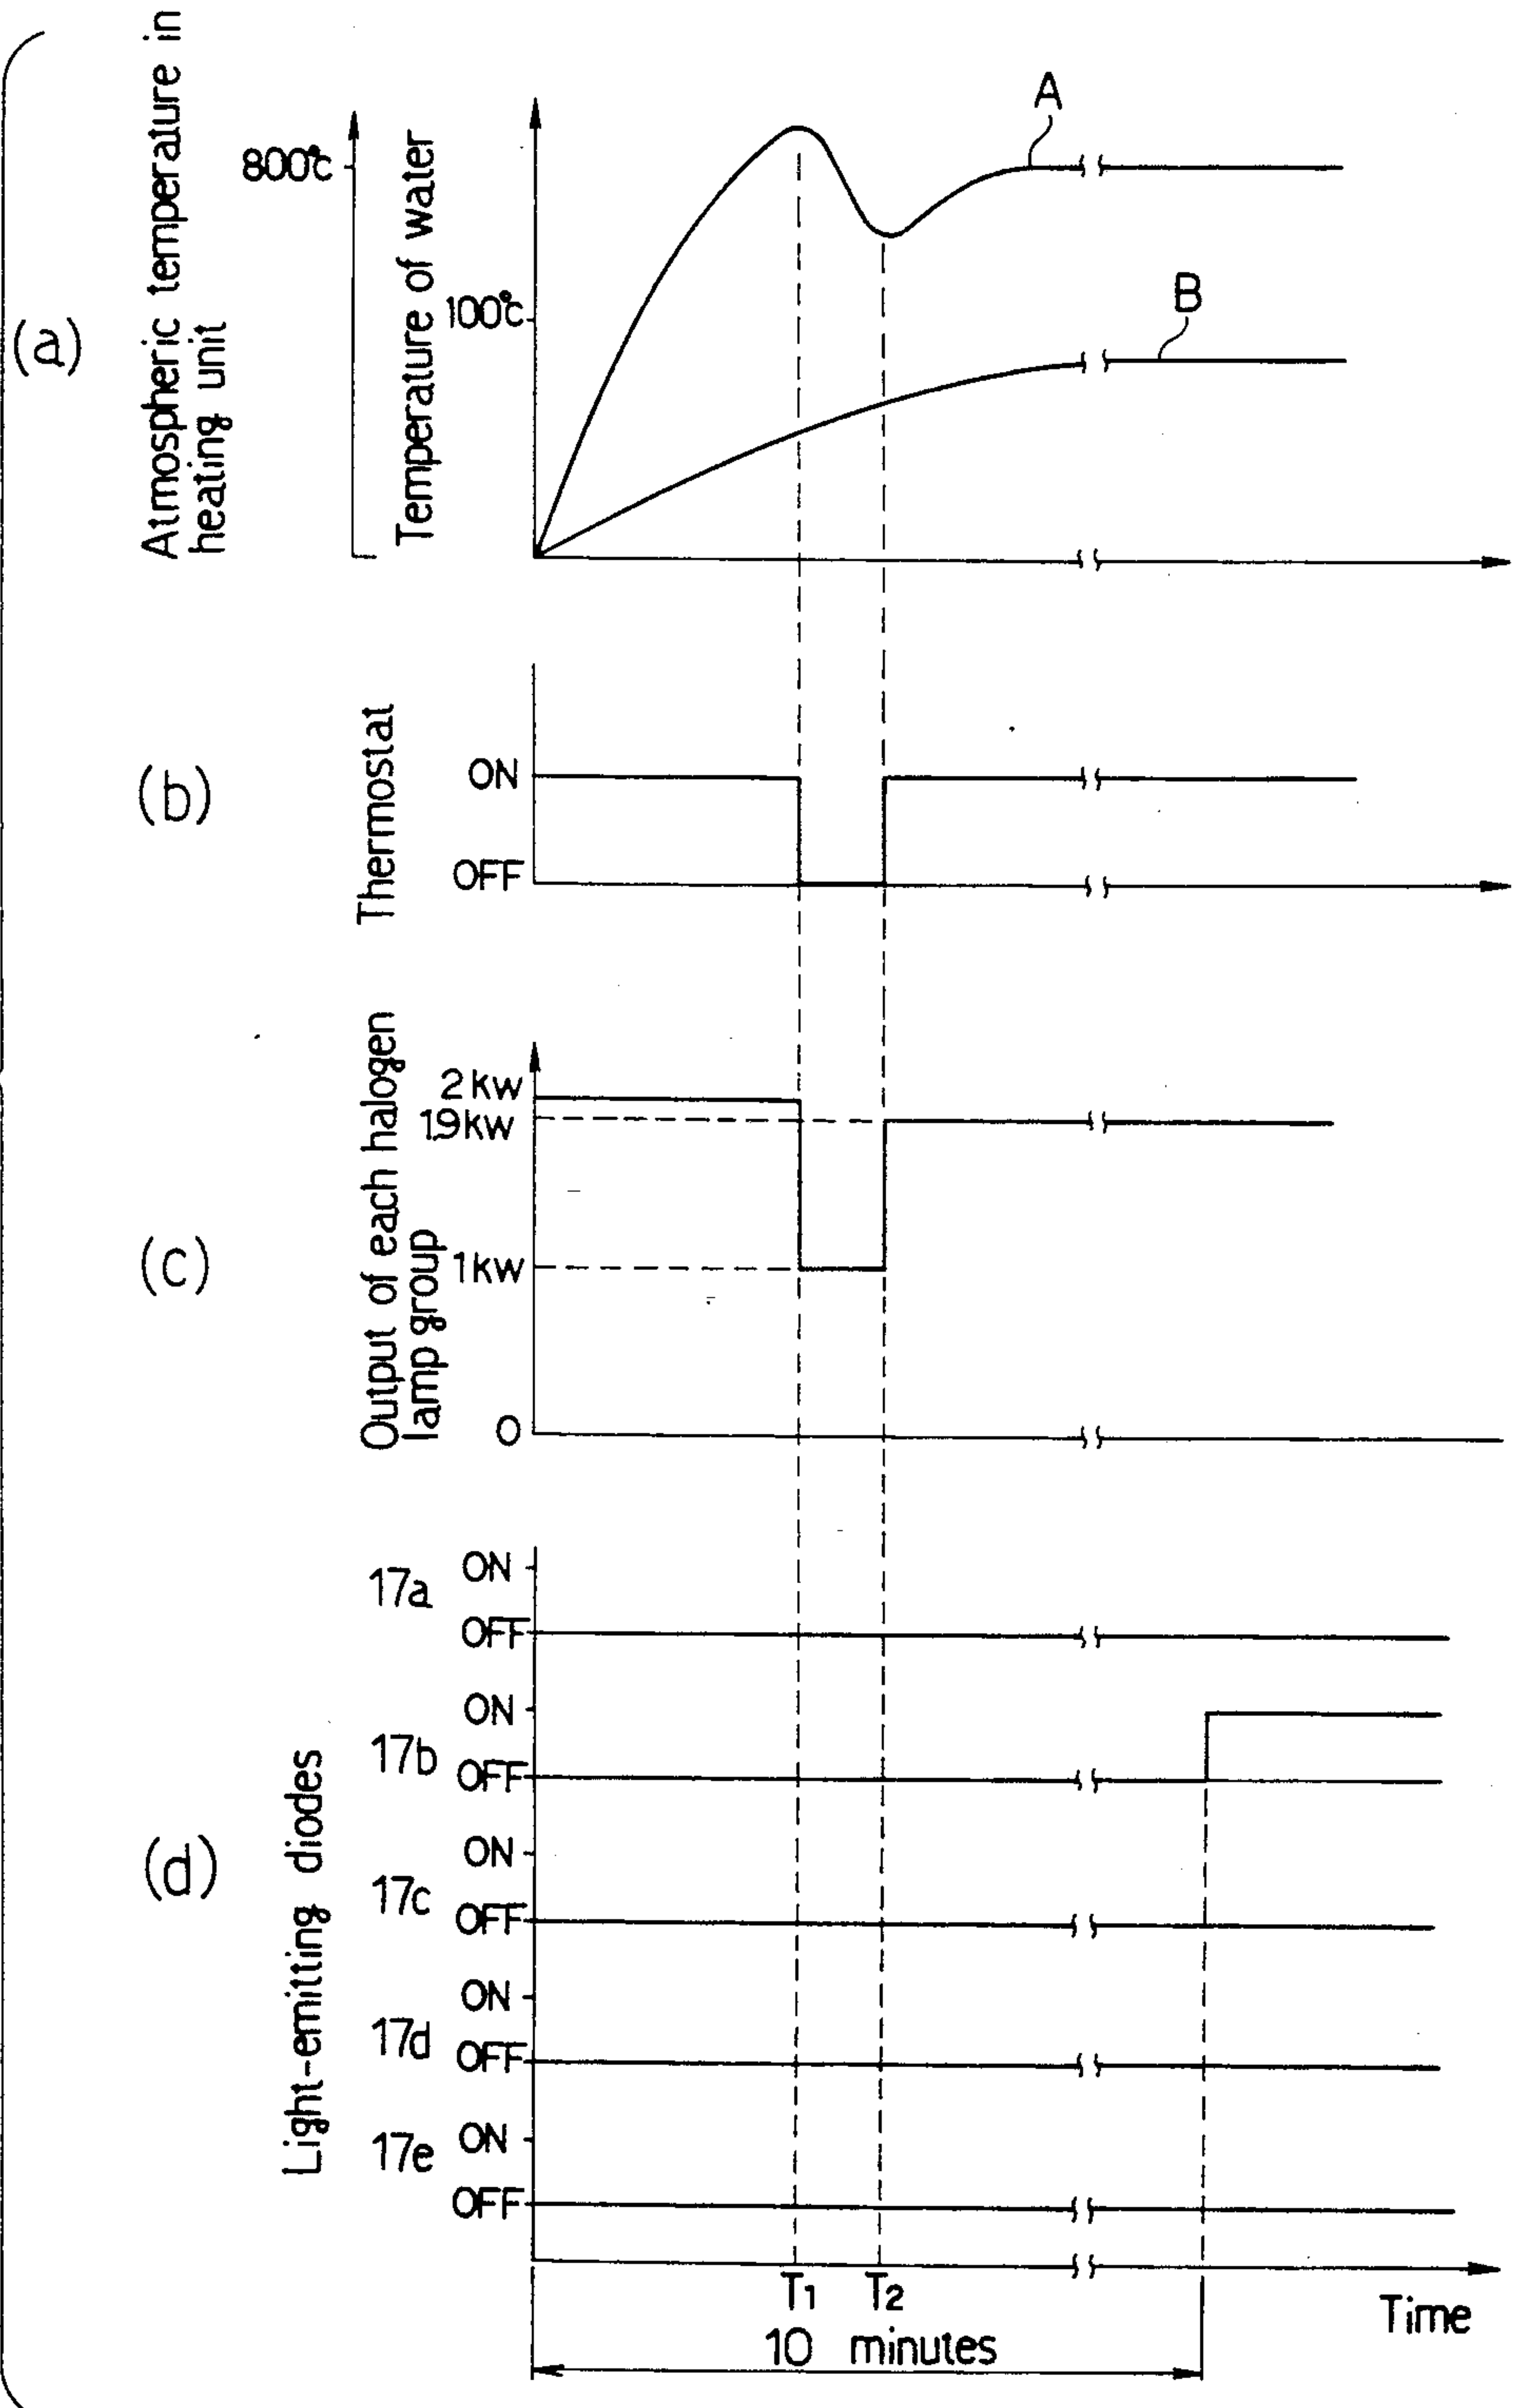 (a)
Atmospheric temperature in
heating unit
800°c
Temperature of water
100°c
A
B
(b)
Thermostat
ON
OFF
(c)
Output of each halogen
lamp group
2kw
1.9kw
1kw
0
(d)
Light-emitting diodes
17a
ON
OFF
17b
ON
OFF
17c
ON
OFF
17d
ON
OFF
17e
ON
OFF
T1
T2
Time
10 minutes